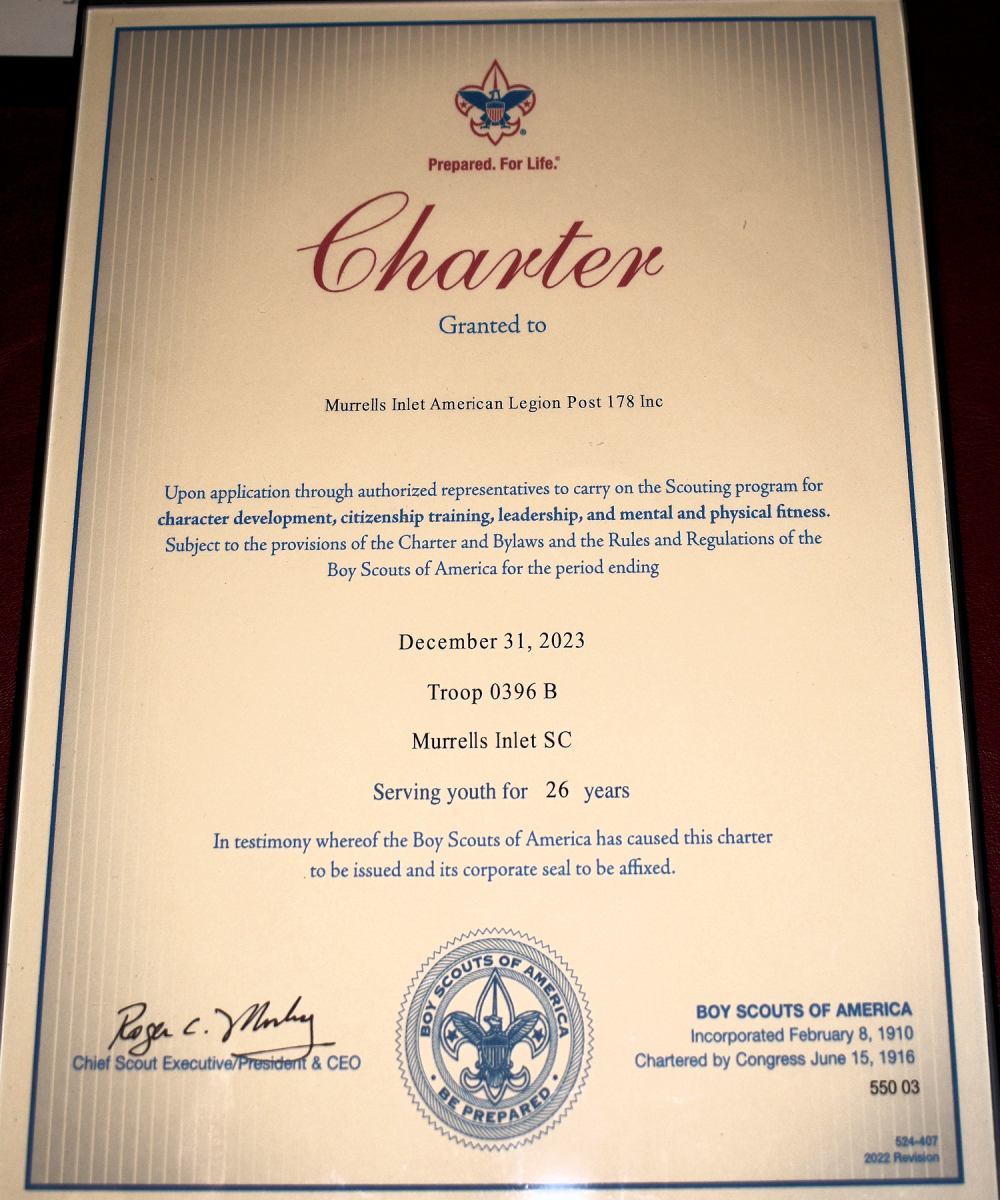 Prepared. For Life.®
Charter
Granted to
Murrells Inlet American Legion Post 178 Inc
Upon application through authorized representatives to carry on the Scouting program for
character development, citizenship training, leadership, and mental and physical fitness.
Subject to the provisions of the Charter and Bylaws and the Rules and Regulations of the
Boy Scouts of America for the period ending
December 31, 2023
Troop 0396 B
Murrells Inlet SC
Serving youth for 26 years
In testimony whereof the Boy Scouts of America has caused this charter
to be issued and its corporate seal to be affixed.
BOY SCOUTS OF AMERICA
BE PREPARED
Roger C.
Chief Scout Executive/President & CEO
BOY SCOUTS OF AMERICA
Incorporated February 8, 1910
Chartered by Congress June 15, 1916
550 03
524-407
2022 Revision